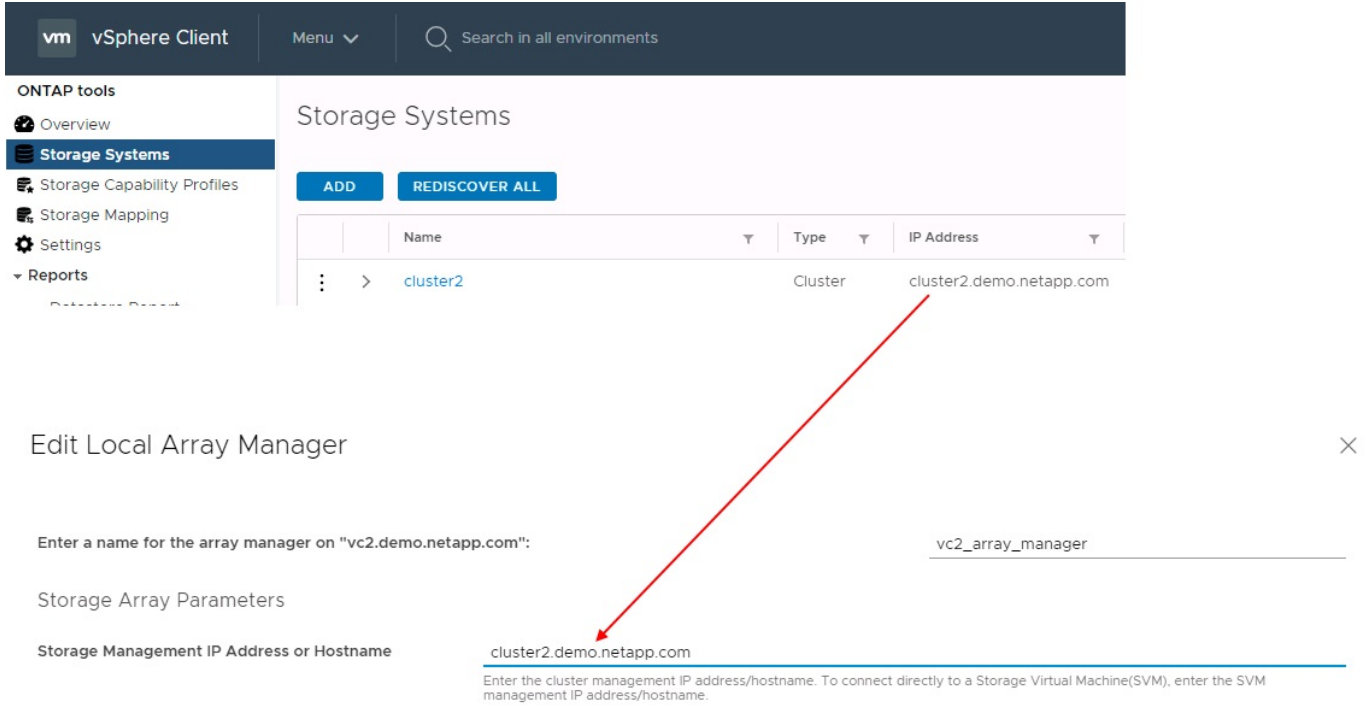 vm vSphere Client Menu Search in all environments
ONTAP tools
Overview
Storage Systems
Storage Capability Profiles
Storage Mapping
Settings
Reports
Datastore Report
Storage Systems
ADD REDISCOVER ALL
Name Type IP Address
cluster2 Cluster cluster2.demo.netapp.com
Edit Local Array Manager
Enter a name for the array manager on "vc2.demo.netapp.com": vc2_array_manager
Storage Array Parameters
Storage Management IP Address or Hostname cluster2.demo.netapp.com
Enter the cluster management IP address/hostname. To connect directly to a Storage Virtual Machine(SVM), enter the SVM
management IP address/hostname.